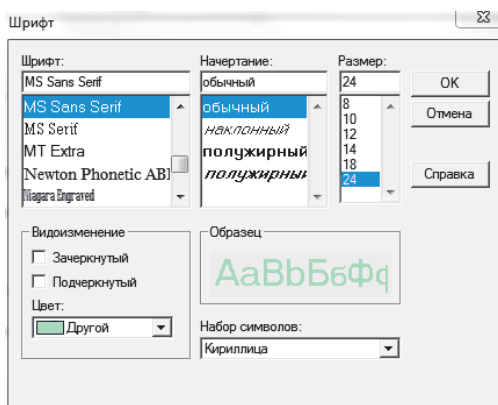 Шрифт
Шрифт:
MS Sans Serif
MS Sans Serif
MS Serif
MT Extra
Newton Phonetic ABI
Niagara Engraved
Начертание:
обычный
обычный
наклонный
полужирный
полужирный
Размер:
24
8
10
12
14
18
24
OK
Отмена
Справка
Видоизменение
Зачеркнутый
Подчеркнутый
Цвет:
Другой
Образец
AaBbБбФф
Набор символов:
Кириллица